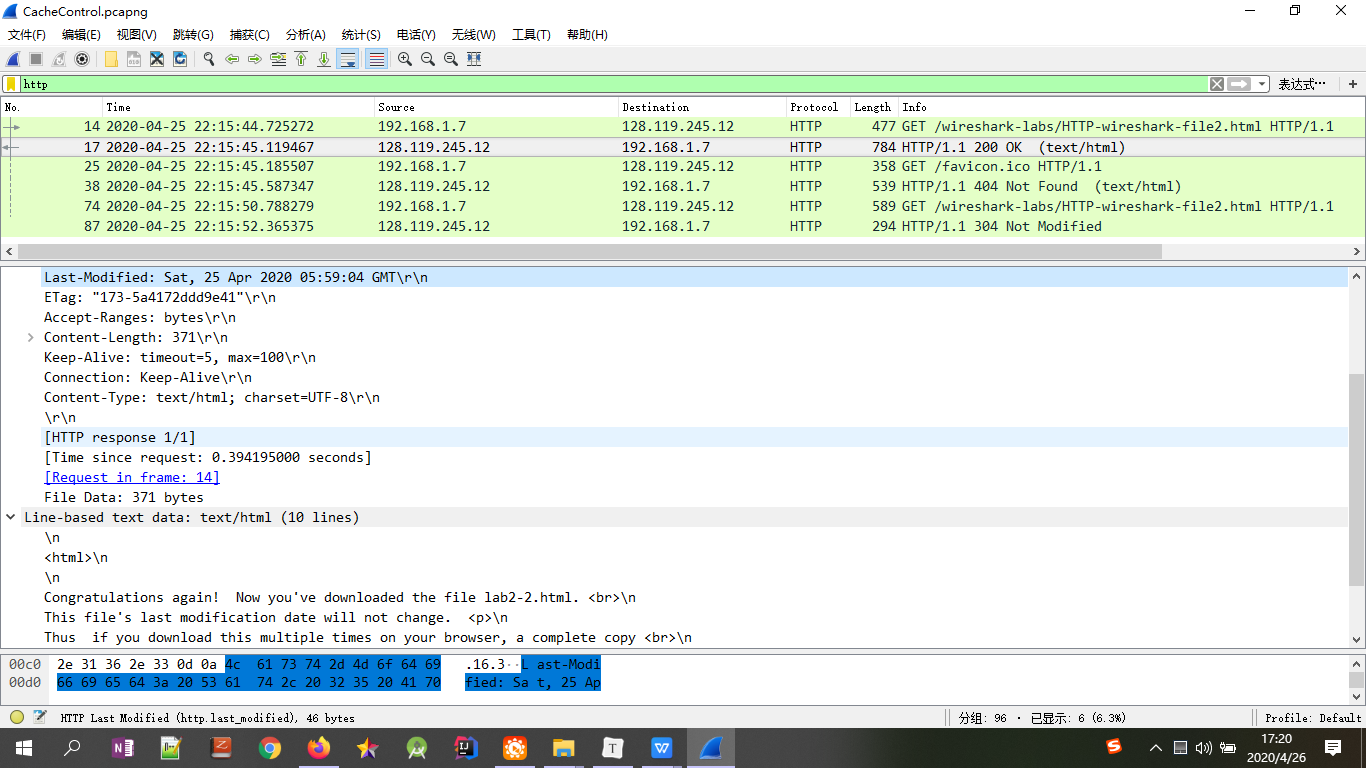 CacheControl.pcapng
文件(F) 编辑(E) 视图(V) 跳转(G) 捕获(C) 分析(A) 统计(S) 电话(Y) 无线(W) 工具(T) 帮助(H)
http 表达式… +
No. Time Source Destination Protocol Length Info
14 2020-04-25 22:15:44.725272 192.168.1.7 128.119.245.12 HTTP 477 GET /wireshark-labs/HTTP-wireshark-file2.html HTTP/1.1
17 2020-04-25 22:15:45.119467 128.119.245.12 192.168.1.7 HTTP 784 HTTP/1.1 200 OK  (text/html)
25 2020-04-25 22:15:45.185507 192.168.1.7 128.119.245.12 HTTP 358 GET /favicon.ico HTTP/1.1
38 2020-04-25 22:15:45.587347 128.119.245.12 192.168.1.7 HTTP 539 HTTP/1.1 404 Not Found  (text/html)
74 2020-04-25 22:15:50.788279 192.168.1.7 128.119.245.12 HTTP 589 GET /wireshark-labs/HTTP-wireshark-file2.html HTTP/1.1
87 2020-04-25 22:15:52.365375 128.119.245.12 192.168.1.7 HTTP 294 HTTP/1.1 304 Not Modified
Last-Modified: Sat, 25 Apr 2020 05:59:04 GMT\r\n
ETag: "173-5a4172ddd9e41"\r\n
Accept-Ranges: bytes\r\n
Content-Length: 371\r\n
Keep-Alive: timeout=5, max=100\r\n
Connection: Keep-Alive\r\n
Content-Type: text/html; charset=UTF-8\r\n
\r\n
[HTTP response 1/1]
[Time since request: 0.394195000 seconds]
[Request in frame: 14]
File Data: 371 bytes
Line-based text data: text/html (10 lines)
\n
<html>\n
\n
Congratulations again!  Now you've downloaded the file lab2-2.html. <br>\n
This file's last modification date will not change.  <p>\n
Thus  if you download this multiple times on your browser, a complete copy <br>\n
00c0 2e 31 36 2e 33 0d 0a 4c 61 73 74 2d 4d 6f 64 69 .16.3··L ast-Modi
00d0 66 69 65 64 3a 20 53 61 74 2c 20 32 35 20 41 70 fied: Sa t, 25 Ap
HTTP Last Modified (http.last_modified), 46 bytes 分组: 96 · 已显示: 6 (6.3%) Profile: Default
17:20
2020/4/26